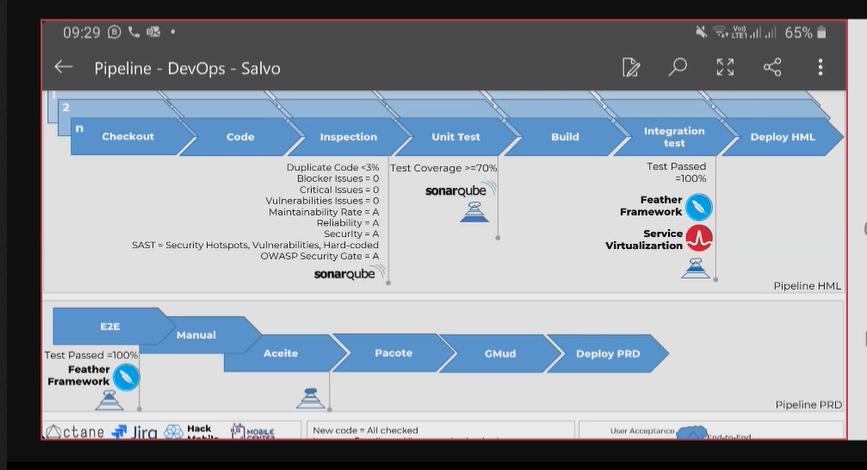 09:29
65%
Pipeline - DevOps - Salvo
2
n
Checkout
Code
Inspection
Unit Test
Build
Integration
test
Deploy HML
Duplicate Code <3%
Blocker Issues = 0
Critical Issues = 0
Vulnerabilities Issues = 0
Maintainability Rate = A
Reliability = A
Security = A
SAST = Security Hotspots, Vulnerabilities, Hard-coded
OWASP Security Gate = A
sonarqube
Test Coverage >=70%
sonarqube
Test Passed
=100%
Feather
Framework
Service
Virtualizartion
Pipeline HML
E2E
Manual
Aceite
Pacote
GMud
Deploy PRD
Test Passed =100%
Feather
Framework
Pipeline PRD
Octane
Jira
Hack
Mobile
MOBILE
CENTER
New code = All checked
User Acceptance
End-to-End